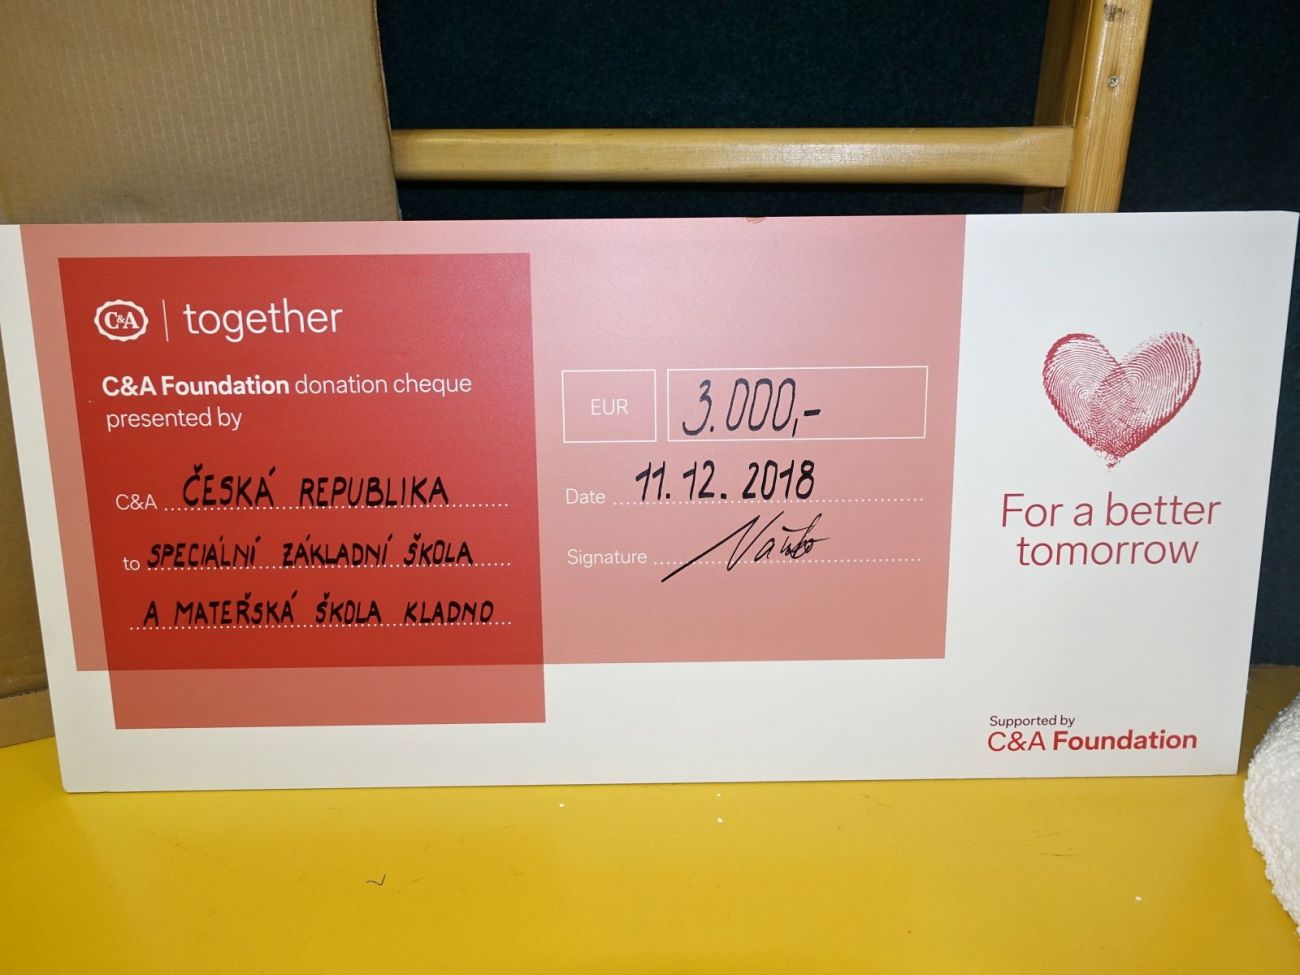 C&A | together
C&A Foundation donation cheque
presented by
C&A ČESKÁ REPUBLIKA
to SPECIÁLNÍ ZÁKLADNÍ ŠKOLA
A MATEŘSKÁ ŠKOLA KLADNO
EUR 3.000,-
Date 11. 12. 2018
Signature
For a better
tomorrow
Supported by
C&A Foundation